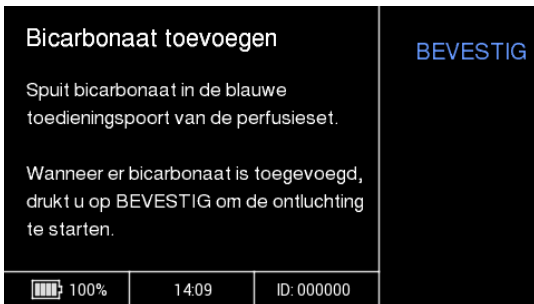 Bicarbonaat toevoegen
BEVESTIG
Spuit bicarbonaat in de blauwe
toedieningspoort van de perfusieset.
Wanneer er bicarbonaat is toegevoegd,
drukt u op BEVESTIG om de ontluchting
te starten.
100% 14:09 ID: 000000